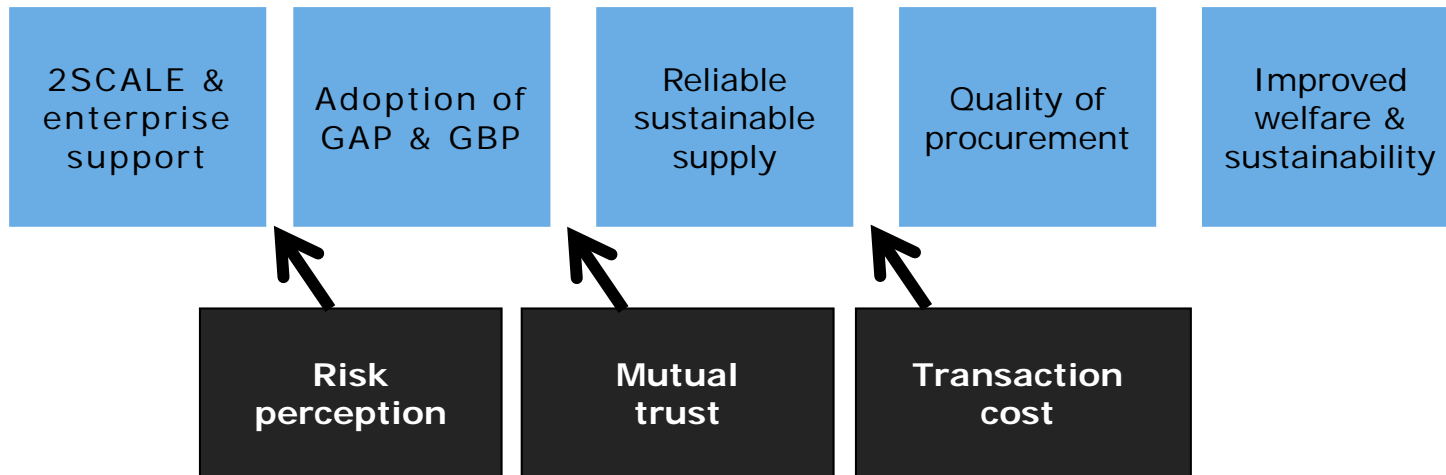 2SCALE &
enterprise
support
Adoption of
GAP & GBP
Reliable
sustainable
supply
Quality of
procurement
Improved
welfare &
sustainability
Risk
perception
Mutual
trust
Transaction
cost